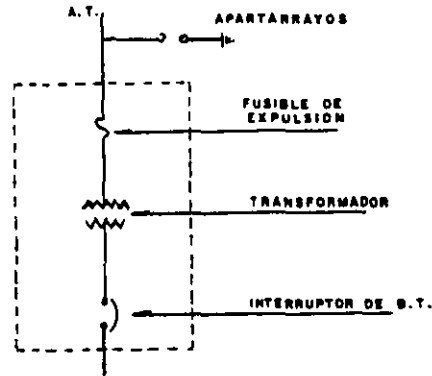 A.T.
APARTARRAYOS
FUSIBLE DE
EXPULSION
TRANSFORMADOR
INTERRUPTOR DE B.T.